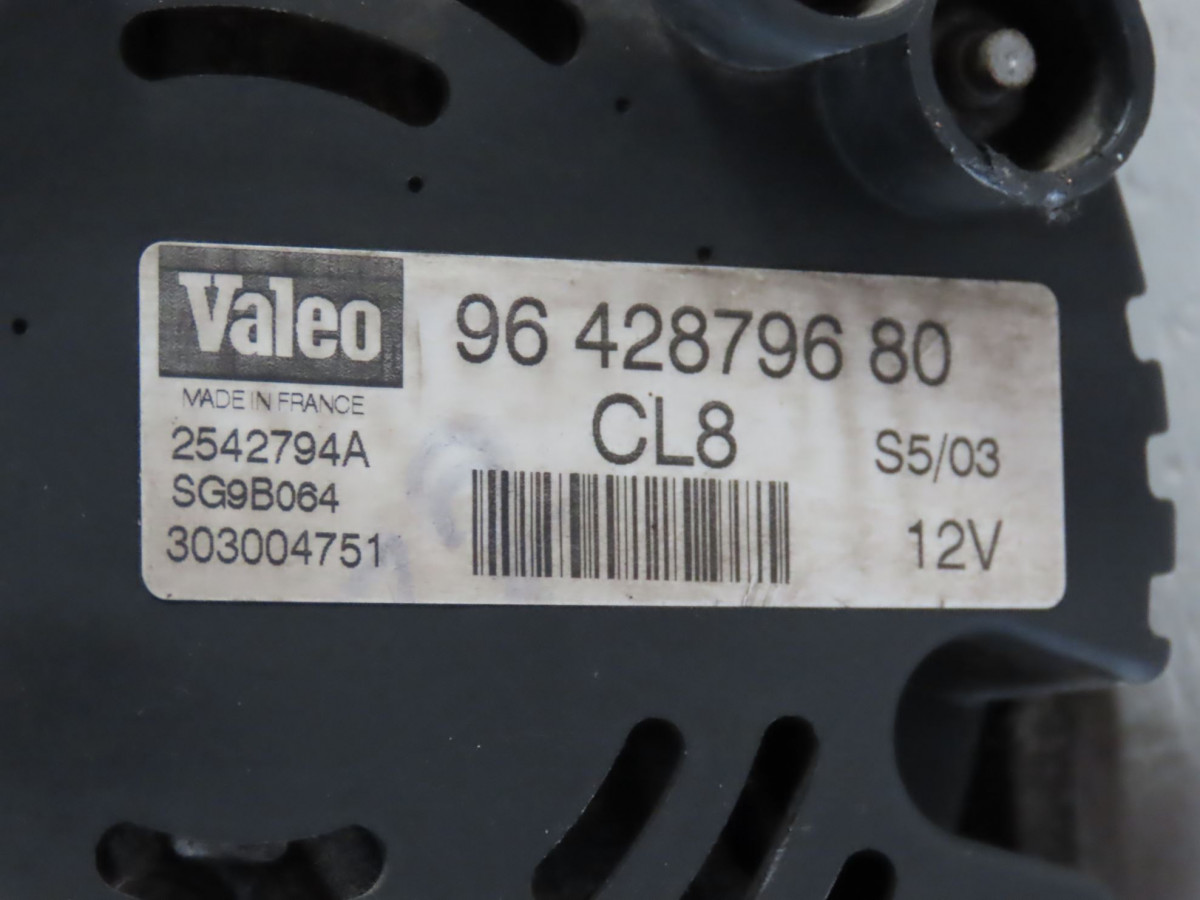 Valeo
MADE IN FRANCE
2542794A
SG9B064
303004751
96 428796 80
CL8
S5/03
12V